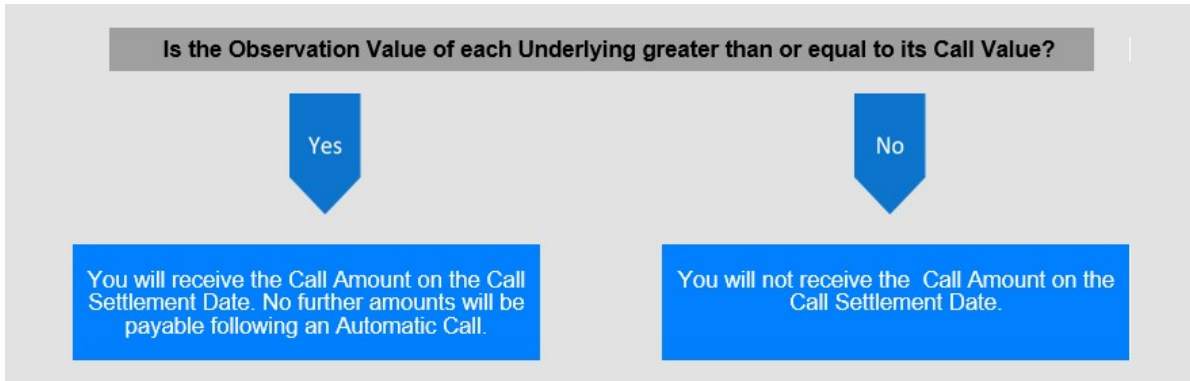 Is the Observation Value of each Underlying greater than or equal to its Call Value?
Yes
No
You will receive the Call Amount on the Call
Settlement Date. No further amounts will be
payable following an Automatic Call.
You will not receive the Call Amount on the
Call Settlement Date.